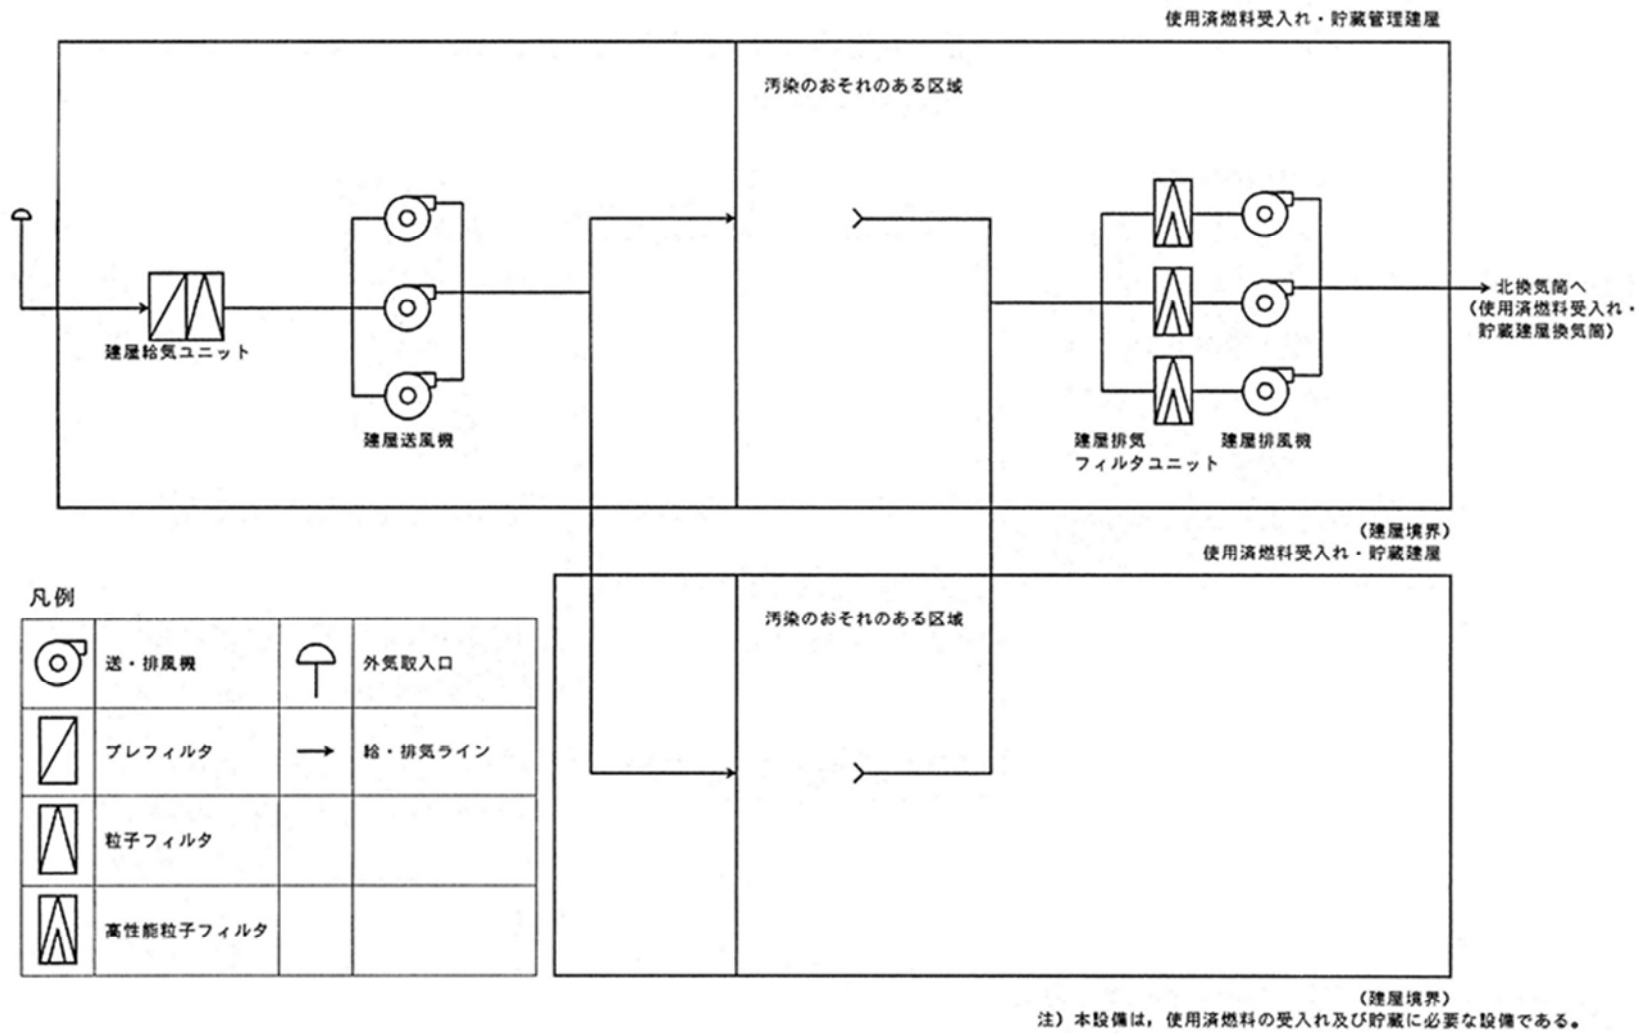 使用済燃料受入れ・貯蔵管理建屋
汚染のおそれのある区域
建屋給気ユニット
建屋送風機
建屋排気
フィルタユニット
建屋排風機
北換気筒へ
(使用済燃料受入れ・
貯蔵建屋換気筒)
(建屋境界)
使用済燃料受入れ・貯蔵建屋
汚染のおそれのある区域
凡例
送・排風機
外気取入口
プレフィルタ
給・排気ライン
粒子フィルタ
高性能粒子フィルタ
(建屋境界)
注)本設備は,使用済燃料の受入れ及び貯蔵に必要な設備である。